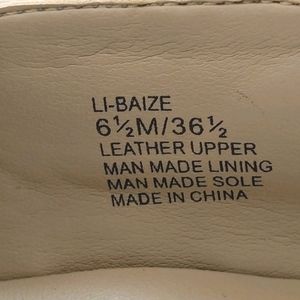 LI-BAIZE
6½M/36½
LEATHER UPPER
MAN MADE LINING
MAN MADE SOLE
MADE IN CHINA